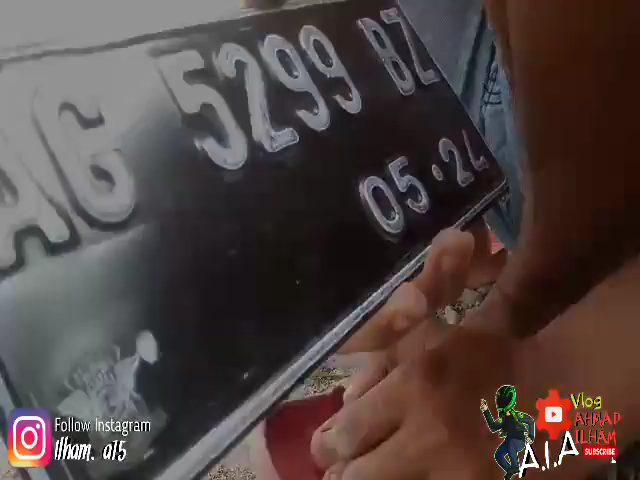 AG 5299 BZ
05·24
Follow Instagram
Ilham. a15
Vlog
AHMAD
ILHAM
SUBSCRIBE
A.I.A